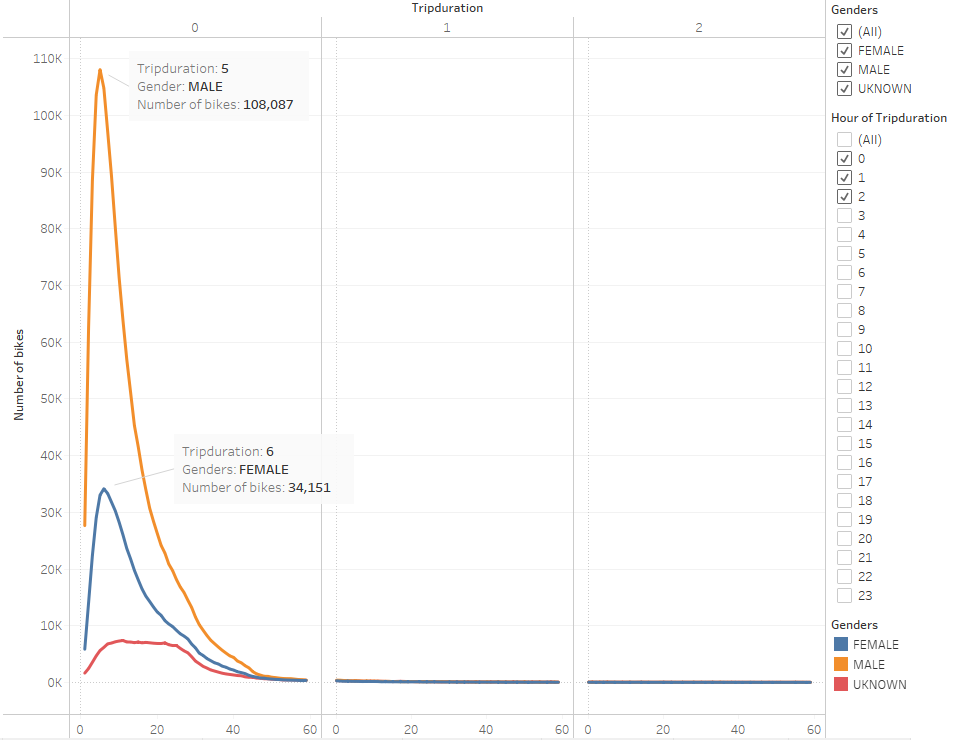 Tripduration
0 1 2
110K
100K
90K
80K
70K
60K
50K
40K
30K
20K
10K
0K
Number of bikes
Tripduration: 5
Gender: MALE
Number of bikes: 108,087
Tripduration: 6
Genders: FEMALE
Number of bikes: 34,151
0 20 40 60 0 20 40 60 0 20 40 60
Genders
(All)
FEMALE
MALE
UKNOWN
Hour of Tripduration
(All)
0
1
2
3
4
5
6
7
8
9
10
11
12
13
14
15
16
17
18
19
20
21
22
23
Genders
FEMALE
MALE
UKNOWN